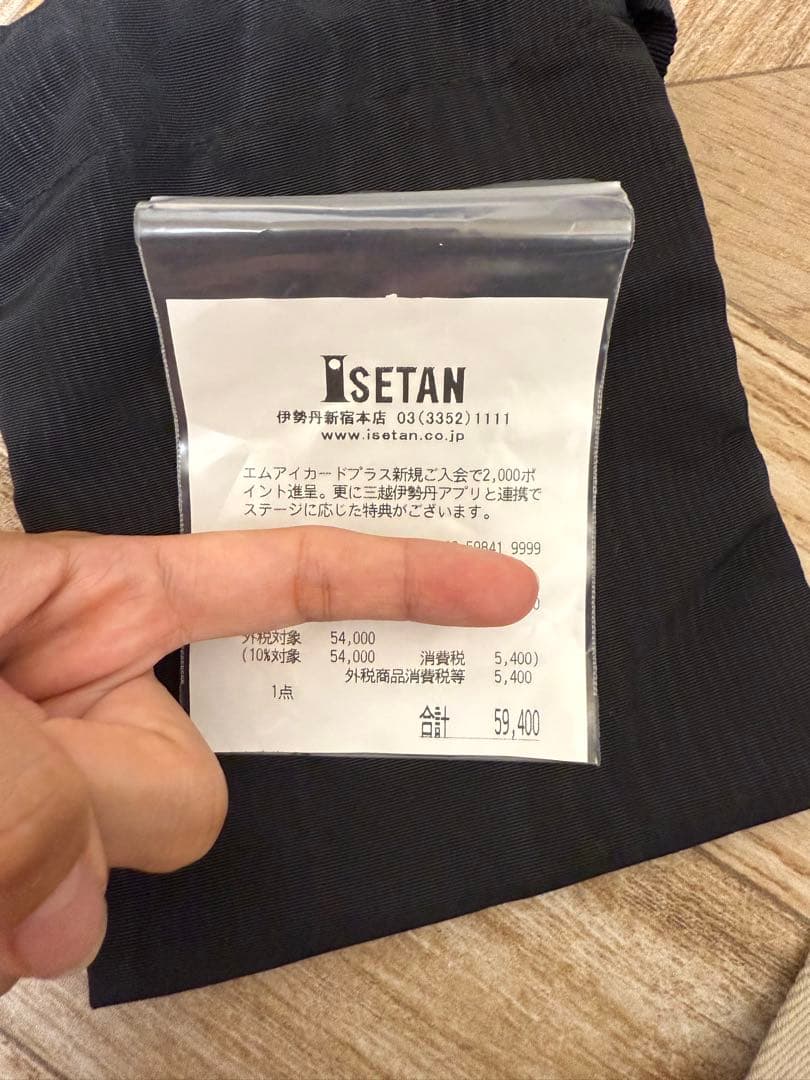 ISETAN
伊勢丹新宿本店 03(3352)1111
www.isetan.co.jp
エムアイカードプラス新規ご入会で2,000ポ
イント進呈。更に三越伊勢丹アプリと連携で
ステージに応じた特典がございます。
59841 9999
外税対象 54,000
(10%対象 54,000 消費税 5,400)
外税商品消費税等 5,400
1点
合計 59,400